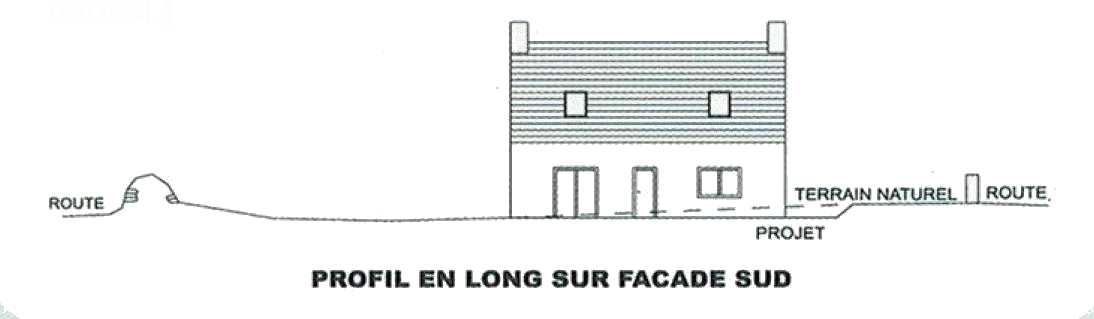 ROUTE
TERRAIN NATUREL
ROUTE
PROJET
PROFIL EN LONG SUR FACADE SUD